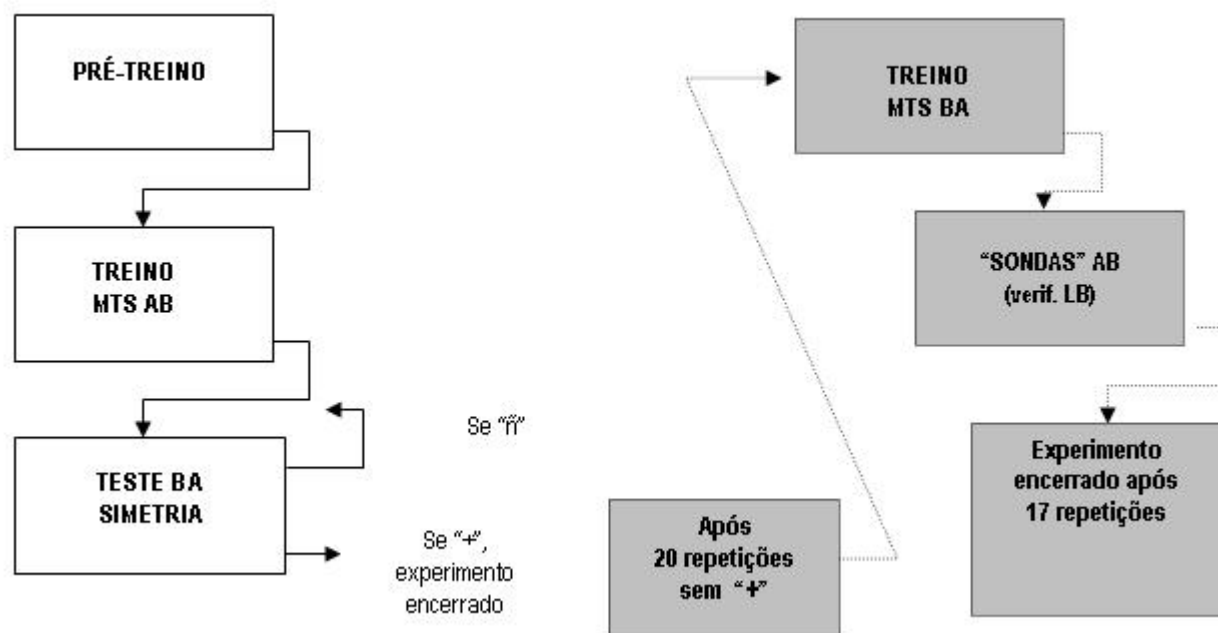 PRÉ-TREINO
TREINO
MTS AB
TESTE BA
SIMETRIA
Se “ñ”
Se “+”,
experimento
encerrado
Após
20 repetições
sem “+”
TREINO
MTS BA
“SONDAS” AB
(verif. LB)
Experimento
encerrado após
17 repetições